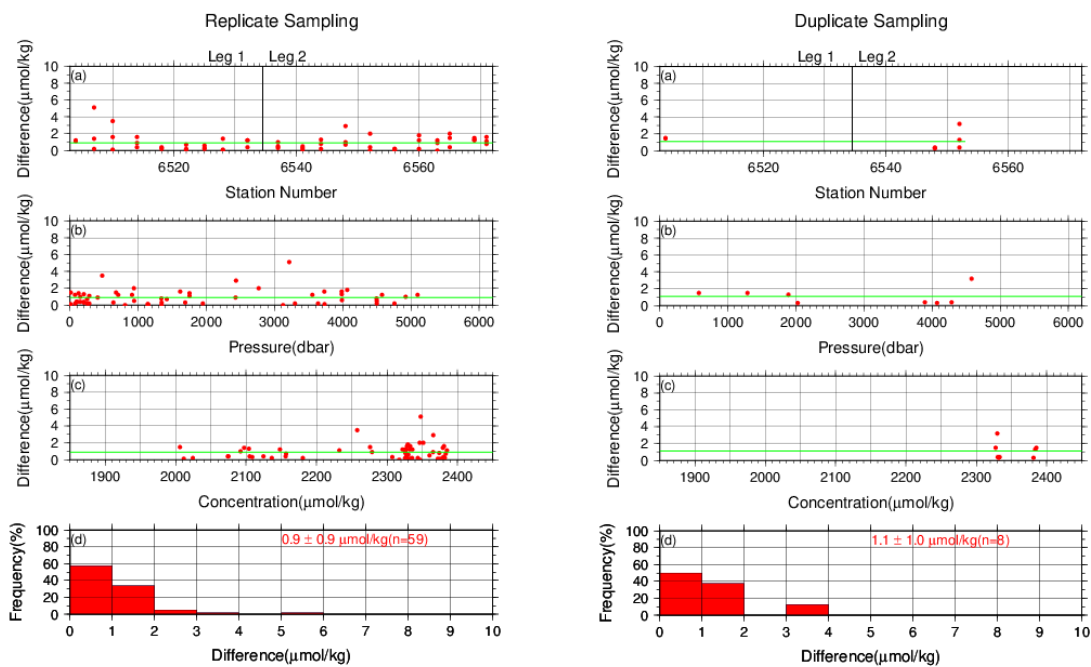 Replicate Sampling
Leg 1 Leg 2
Difference(μmol/kg)
(a)
10
8
6
4
2
0
6520 6540 6560
Station Number
Difference(μmol/kg)
(b)
10
8
6
4
2
0
0 1000 2000 3000 4000 5000 6000
Pressure(dbar)
Difference(μmol/kg)
(c)
10
8
6
4
2
0
1900 2000 2100 2200 2300 2400
Concentration(μmol/kg)
Frequency(%)
(d)
0.9 ± 0.9 μmol/kg(n=59)
100
80
60
40
20
0
0 1 2 3 4 5 6 7 8 9 10
Difference(μmol/kg)
Duplicate Sampling
Leg 1 Leg 2
Difference(μmol/kg)
(a)
10
8
6
4
2
0
6520 6540 6560
Station Number
Difference(μmol/kg)
(b)
10
8
6
4
2
0
0 1000 2000 3000 4000 5000 6000
Pressure(dbar)
Difference(μmol/kg)
(c)
10
8
6
4
2
0
1900 2000 2100 2200 2300 2400
Concentration(μmol/kg)
Frequency(%)
(d)
1.1 ± 1.0 μmol/kg(n=8)
100
80
60
40
20
0
0 1 2 3 4 5 6 7 8 9 10
Difference(μmol/kg)